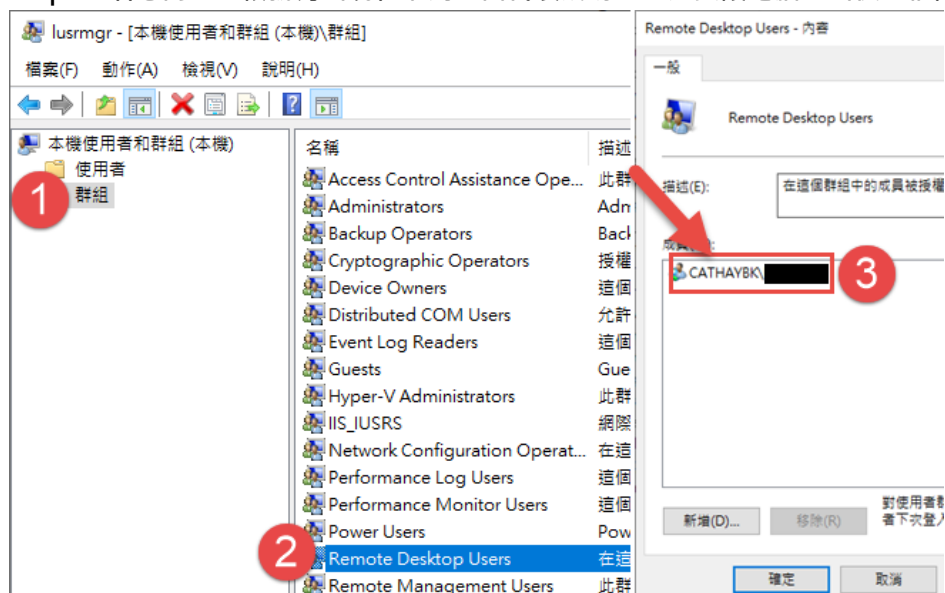 lusrmgr - [本機使用者和群組 (本機)\群組]
檔案(F) 動作(A) 檢視(V) 說明(H)
本機使用者和群組 (本機)
使用者
群組
1
名稱
描述
Access Control Assistance Ope...
此群
Administrators
Adm
Backup Operators
Back
Cryptographic Operators
授權
Device Owners
這個
Distributed COM Users
允許
Event Log Readers
這個
Guests
Gue
Hyper-V Administrators
此群
IIS_IUSRS
網際
Network Configuration Operat...
在這
Performance Log Users
這個
Performance Monitor Users
這個
Power Users
Pow
2
Remote Desktop Users
在這
Remote Management Users
此群
Remote Desktop Users - 內容
一般
Remote Desktop Users
描述(E):
在這個群組中的成員被授權
成員
CATHAYBK\
3
新增(D)...
移除(R)
對使用者群
者下次登入
確定
取消